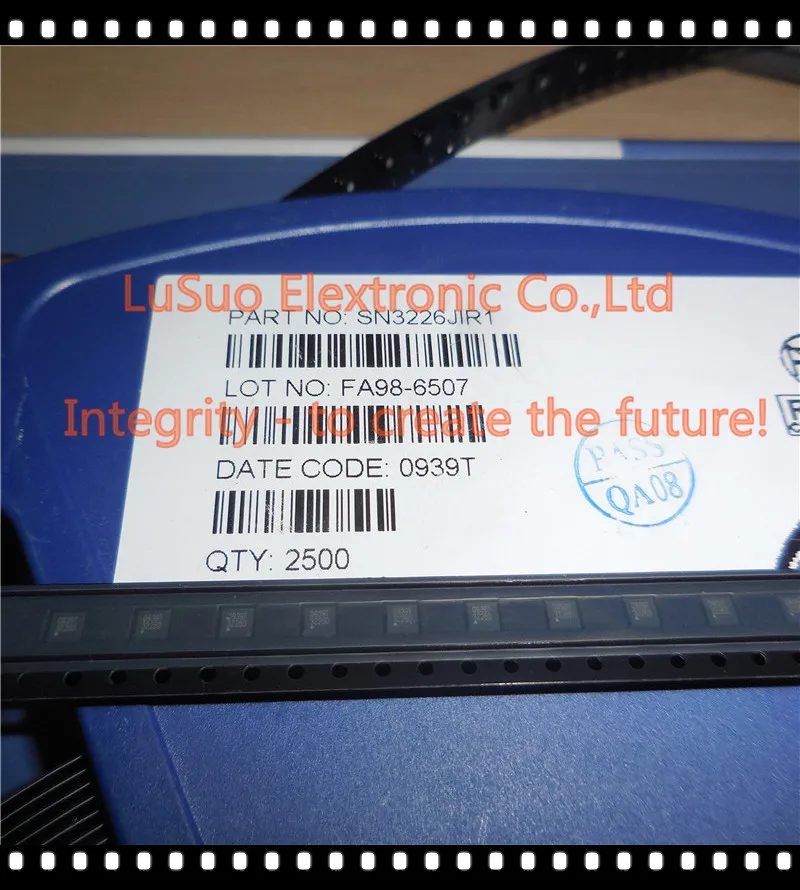 LuSuo Elextronic Co.,Ltd
PART NO: SN3226JIR1
LOT NO: FA98-6507
Integrity - to create the future!
DATE CODE: 0939T
PASS
QA08
QTY: 2500